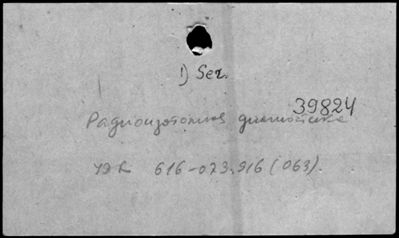 1) Ser.
39824
Радиоизотопная диагностика
УДК 616-073.916 (063).